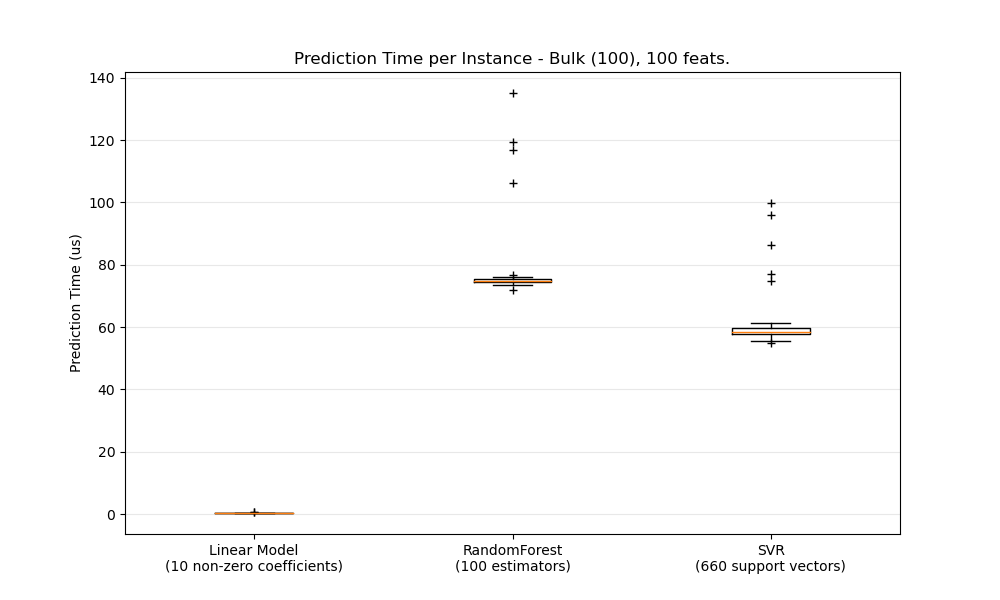 Prediction Time per Instance - Bulk (100), 100 feats.
140
120
100
80
60
40
20
0
Prediction Time (us)
Linear Model
(10 non-zero coefficients)
RandomForest
(100 estimators)
SVR
(660 support vectors)